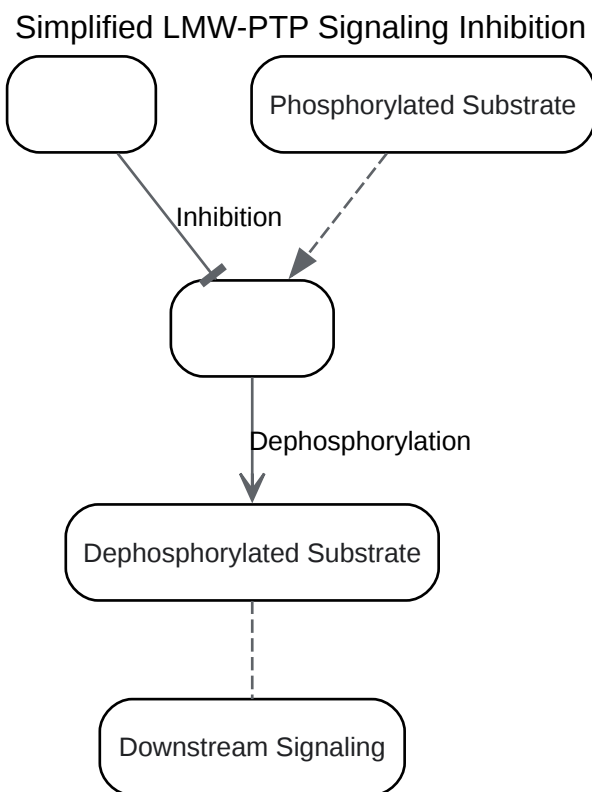 Simplified LMW-PTP Signaling Inhibition
Phosphorylated Substrate
Inhibition
Dephosphorylation
Dephosphorylated Substrate
Downstream Signaling